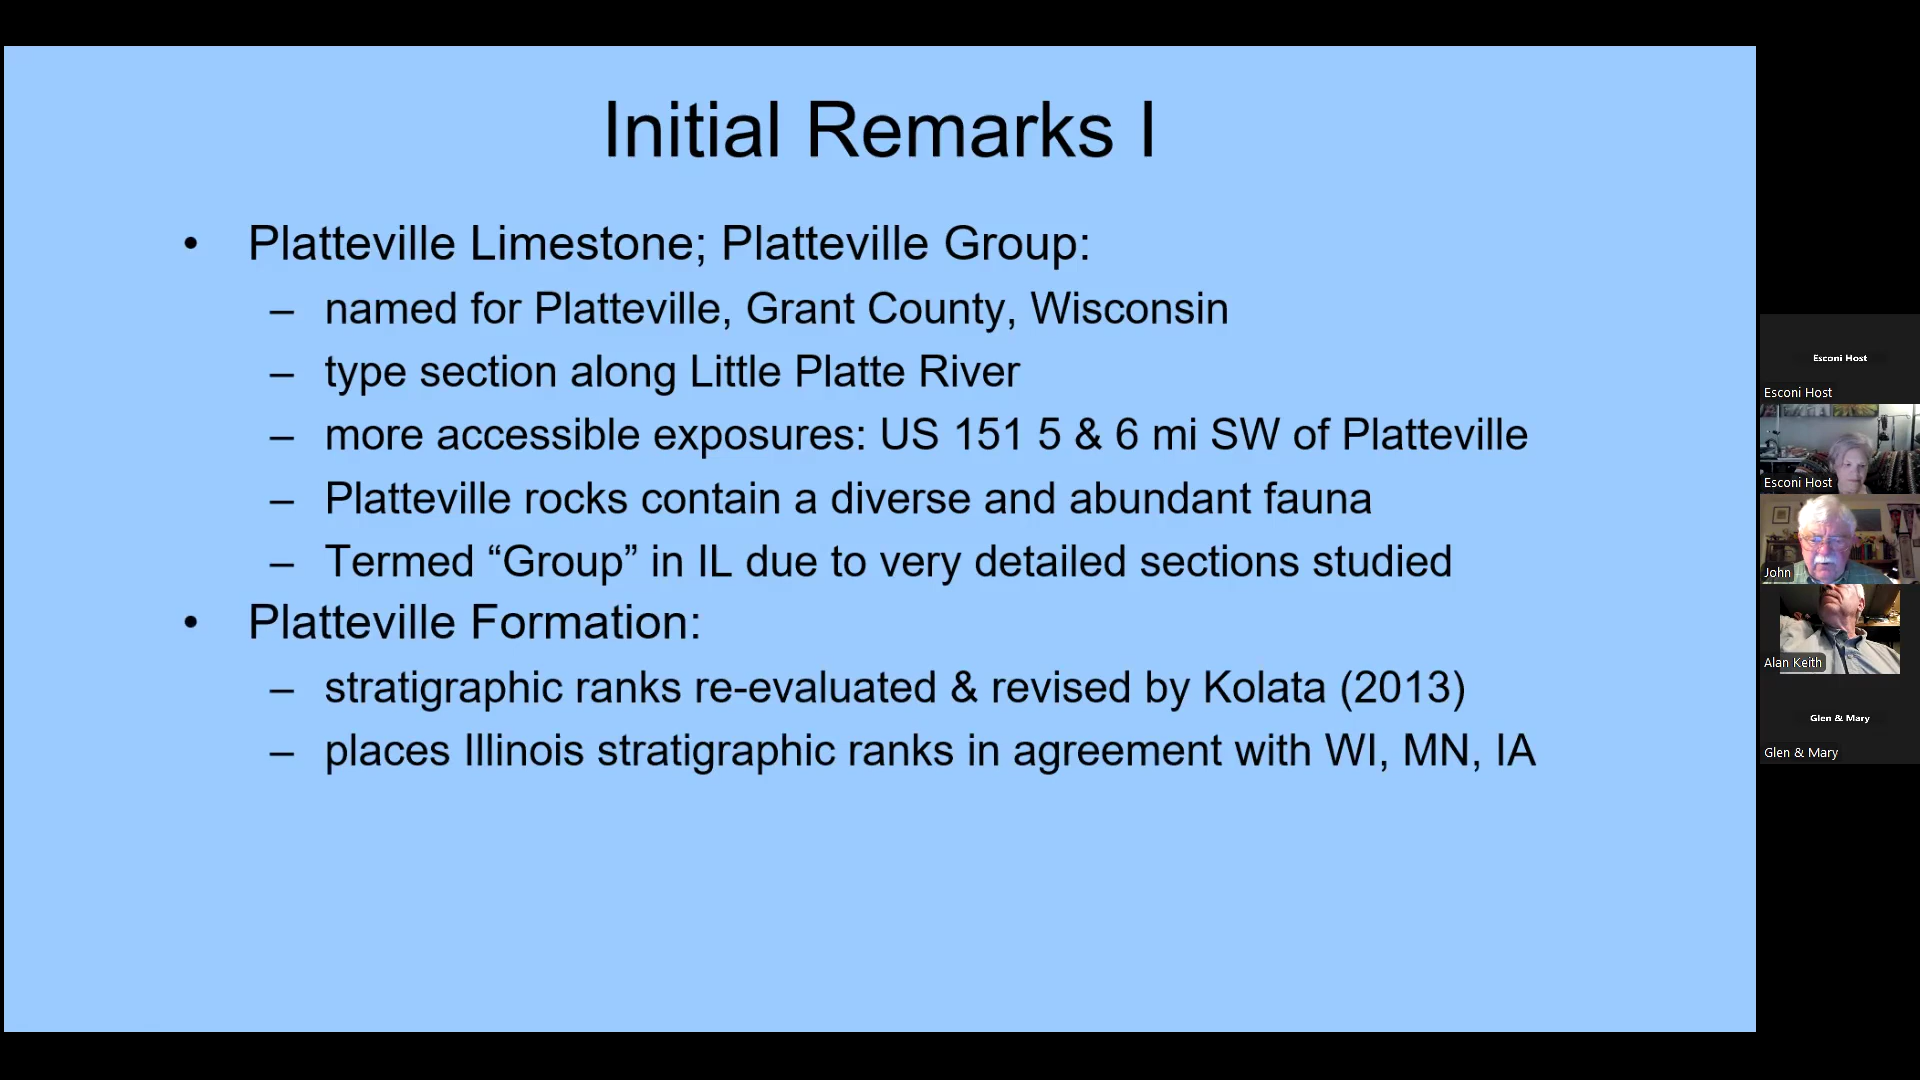 Initial Remarks I
• Platteville Limestone; Platteville Group:
– named for Platteville, Grant County, Wisconsin
– type section along Little Platte River
– more accessible exposures: US 151 5 & 6 mi SW of Platteville
– Platteville rocks contain a diverse and abundant fauna
– Termed “Group” in IL due to very detailed sections studied
• Platteville Formation:
– stratigraphic ranks re-evaluated & revised by Kolata (2013)
– places Illinois stratigraphic ranks in agreement with WI, MN, IA
Esconi Host
Esconi Host
Esconi Host
John
Alan Keith
Glen & Mary
Glen & Mary